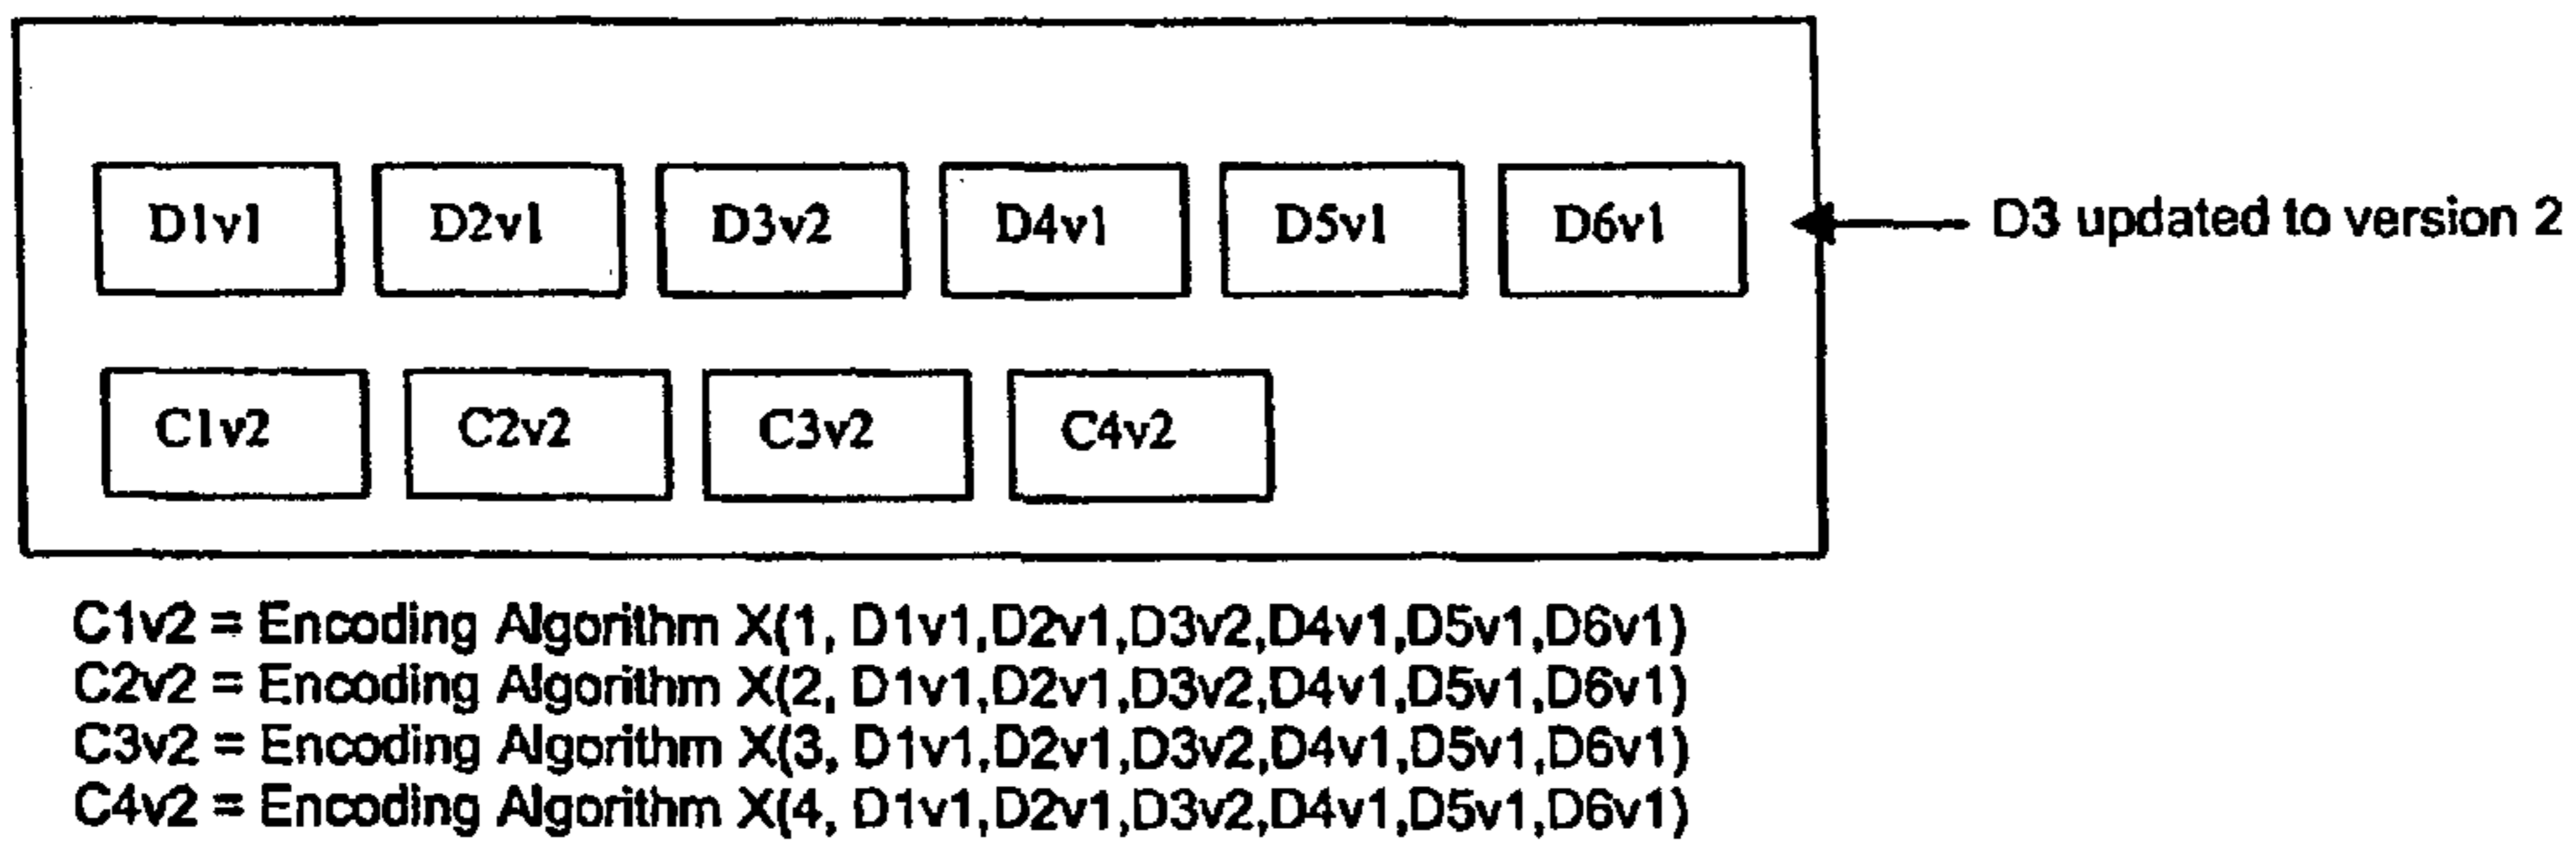 D1v1 D2v1 D3v2 D4v1 D5v1 D6v1 D3 updated to version 2
C1v2 C2v2 C3v2 C4v2
C1v2 = Encoding Algorithm X(1, D1v1,D2v1,D3v2,D4v1,D5v1,D6v1)
C2v2 = Encoding Algorithm X(2, D1v1,D2v1,D3v2,D4v1,D5v1,D6v1)
C3v2 = Encoding Algorithm X(3, D1v1,D2v1,D3v2,D4v1,D5v1,D6v1)
C4v2 = Encoding Algorithm X(4, D1v1,D2v1,D3v2,D4v1,D5v1,D6v1)